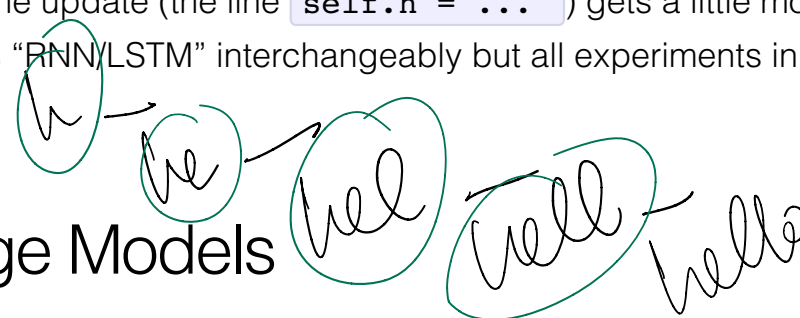 he update (the line self.h = ... ) gets a little mo
"RNN/LSTM" interchangeably but all experiments in
h - he - hel - hell - hello
ge Models